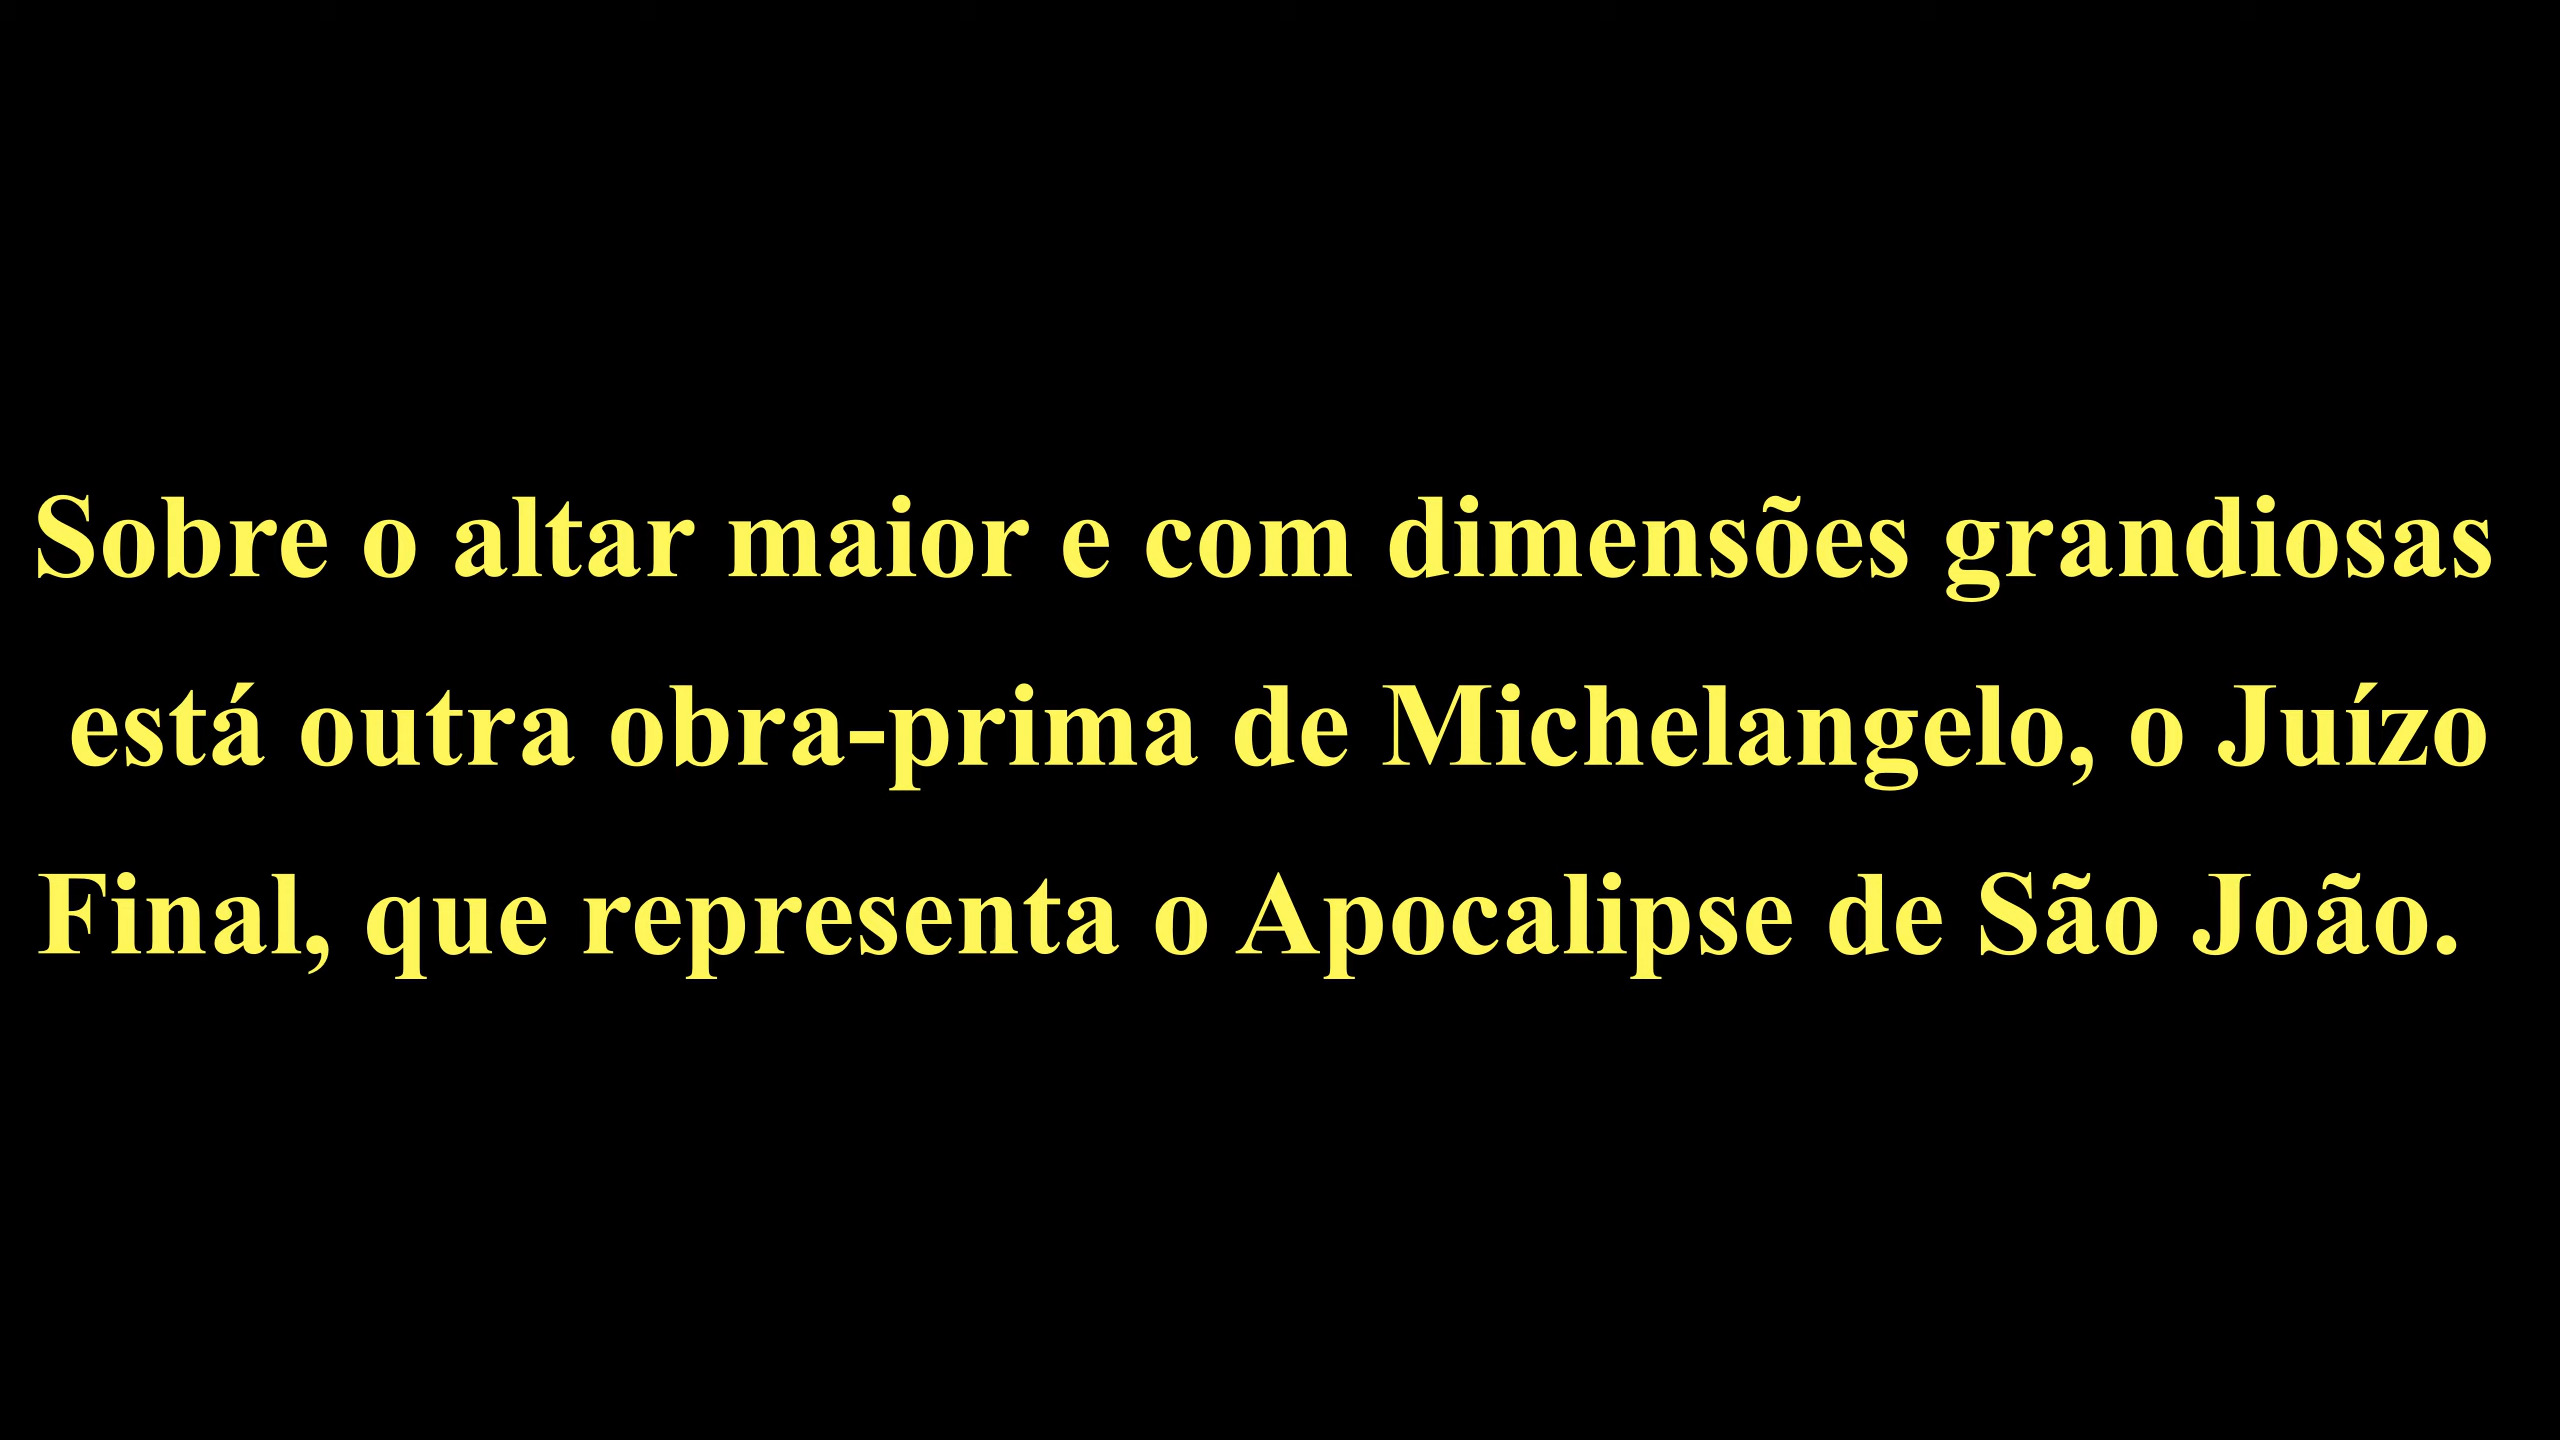 Sobre o altar maior e com dimensões grandiosas
está outra obra-prima de Michelangelo, o Juízo
Final, que representa o Apocalipse de São João.